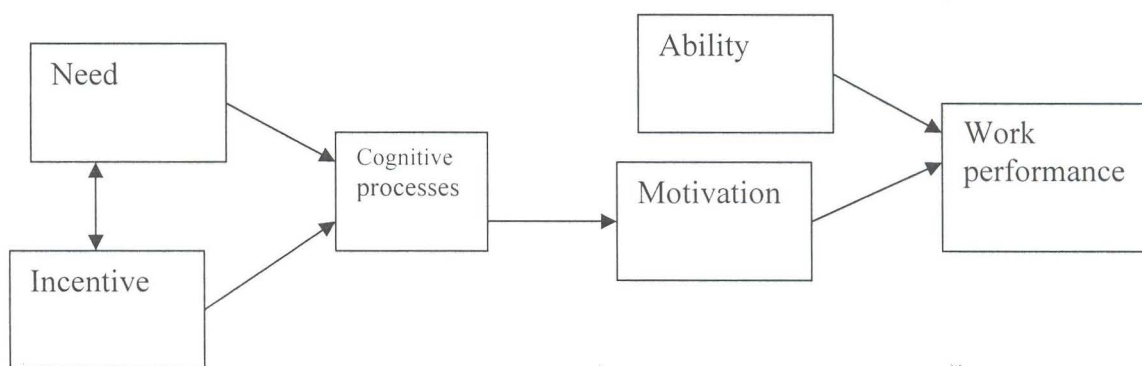 Need
Ability
Cognitive
processes
Work
performance
Motivation
Incentive